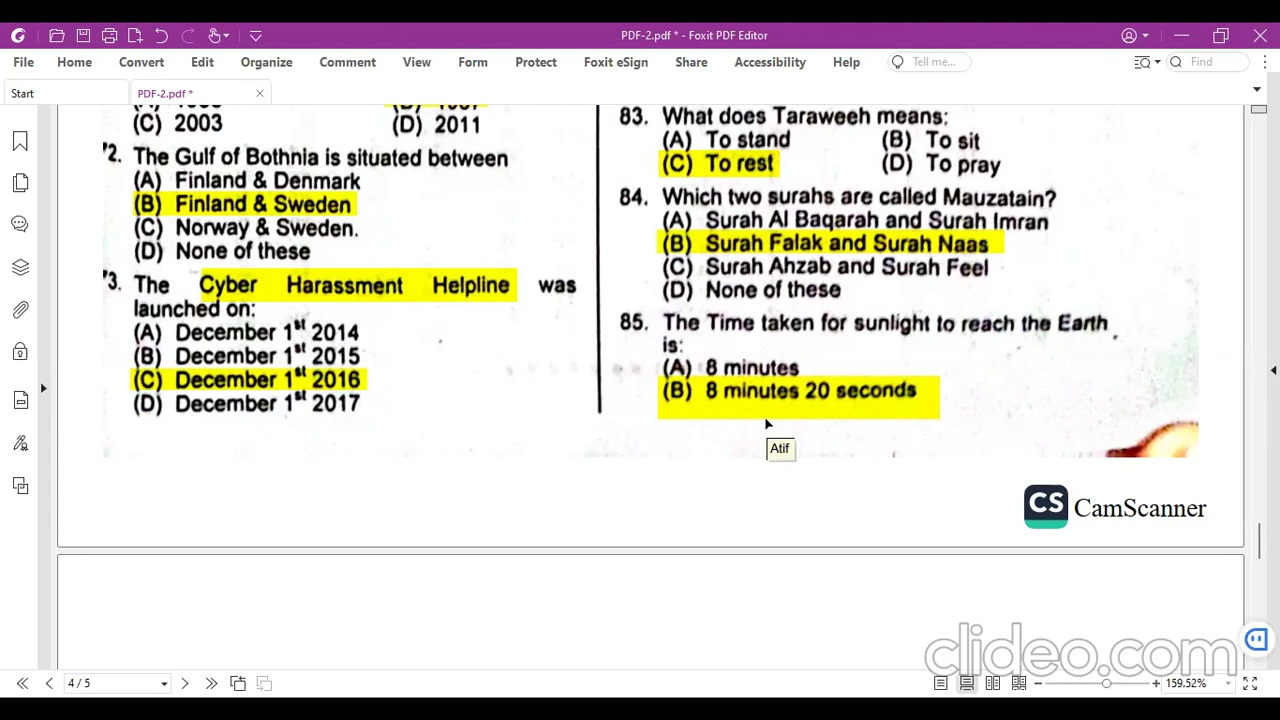 PDF-2.pdf * - Foxit PDF Editor
File Home Convert Edit Organize Comment View Form Protect Foxit eSign Share Accessibility Help Tell me... Find
Start PDF-2.pdf *
(C) 2003 (D) 2011
72. The Gulf of Bothnia is situated between
(A) Finland & Denmark
(B) Finland & Sweden
(C) Norway & Sweden.
(D) None of these
73. The Cyber Harassment Helpline was
launched on:
(A) December 1st 2014
(B) December 1st 2015
(C) December 1st 2016
(D) December 1st 2017
83. What does Taraweeh means:
(A) To stand (B) To sit
(C) To rest (D) To pray
84. Which two surahs are called Mauzatain?
(A) Surah Al Baqarah and Surah Imran
(B) Surah Falak and Surah Naas
(C) Surah Ahzab and Surah Feel
(D) None of these
85. The Time taken for sunlight to reach the Earth
is:
(A) 8 minutes
(B) 8 minutes 20 seconds
Atif
CS CamScanner
clideo.com
4 / 5 159.52%